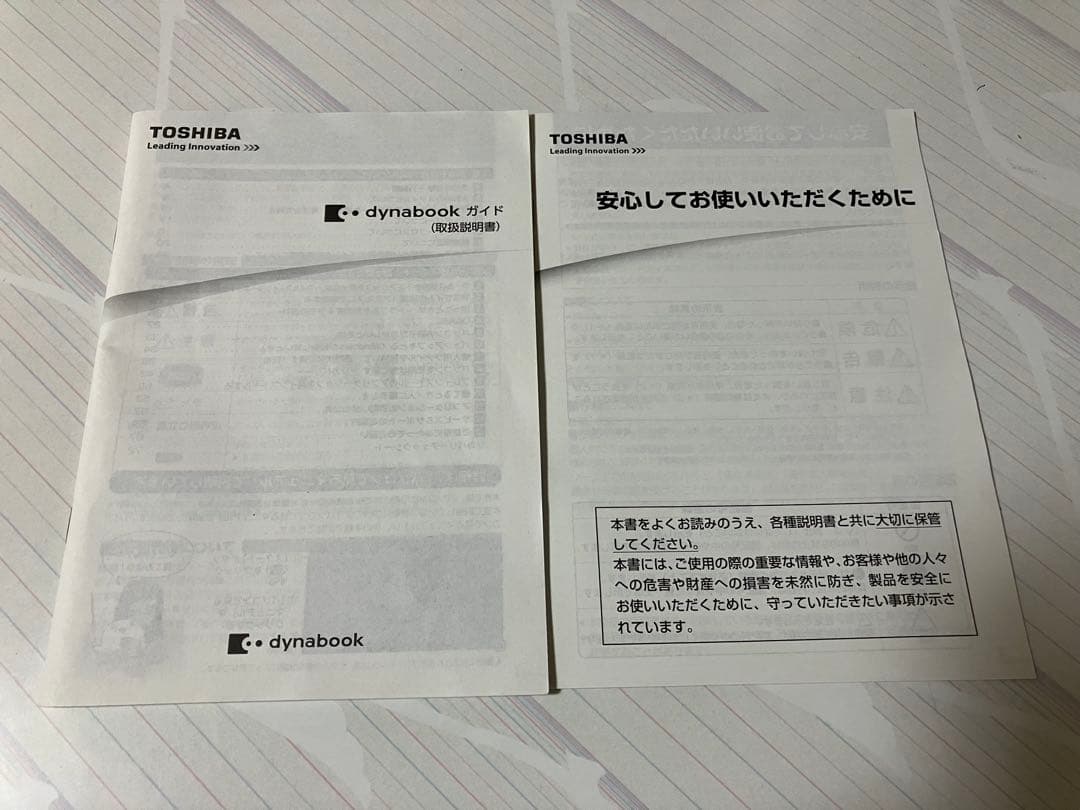 TOSHIBA
Leading Innovation >>>
dynabook ガイド
（取扱説明書）
dynabook
TOSHIBA
Leading Innovation >>>
安心してお使いいただくために
本書をよくお読みのうえ、各種説明書と共に大切に保管
してください。
本書には、ご使用の際の重要な情報や、お客様や他の人々
への危害や財産への損害を未然に防ぎ、製品を安全に
お使いいただくために、守っていただきたい事項が示さ
れています。